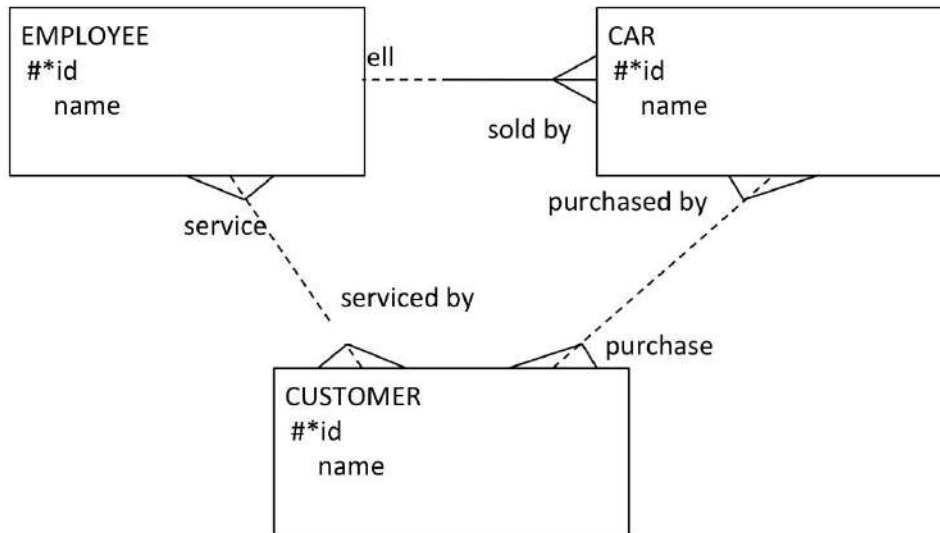 EMPLOYEE
#*id
name
ell
sold by
CAR
#*id
name
service
purchased by
serviced by
purchase
CUSTOMER
#*id
name